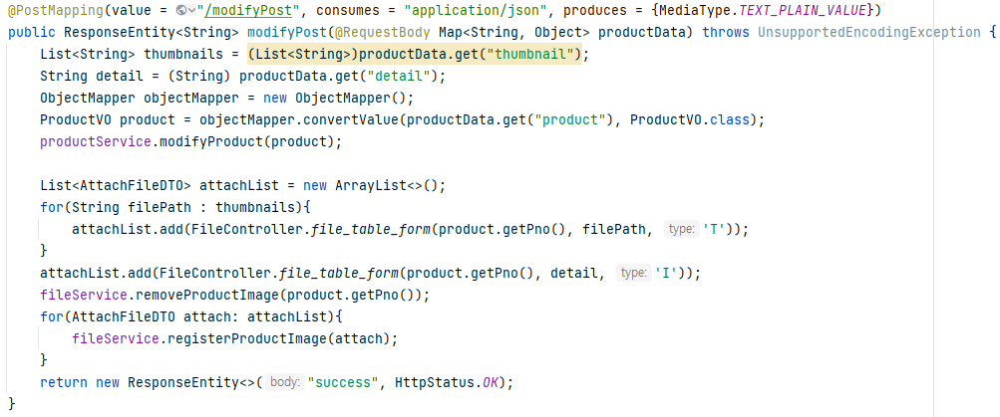 @PostMapping(value = "/modifyPost", consumes = "application/json", produces = {MediaType.TEXT_PLAIN_VALUE})
public ResponseEntity<String> modifyPost(@RequestBody Map<String, Object> productData) throws UnsupportedEncodingException {
    List<String> thumbnails = (List<String>)productData.get("thumbnail");
    String detail = (String) productData.get("detail");
    ObjectMapper objectMapper = new ObjectMapper();
    ProductVO product = objectMapper.convertValue(productData.get("product"), ProductVO.class);
    productService.modifyProduct(product);
    List<AttachFileDTO> attachList = new ArrayList<>();
    for(String filePath : thumbnails){
        attachList.add(FileController.file_table_form(product.getPno(), filePath, type: 'T'));
    }
    attachList.add(FileController.file_table_form(product.getPno(), detail, type: 'I'));
    fileService.removeProductImage(product.getPno());
    for(AttachFileDTO attach: attachList){
        fileService.registerProductImage(attach);
    }
    return new ResponseEntity<>( body: "success", HttpStatus.OK);
}